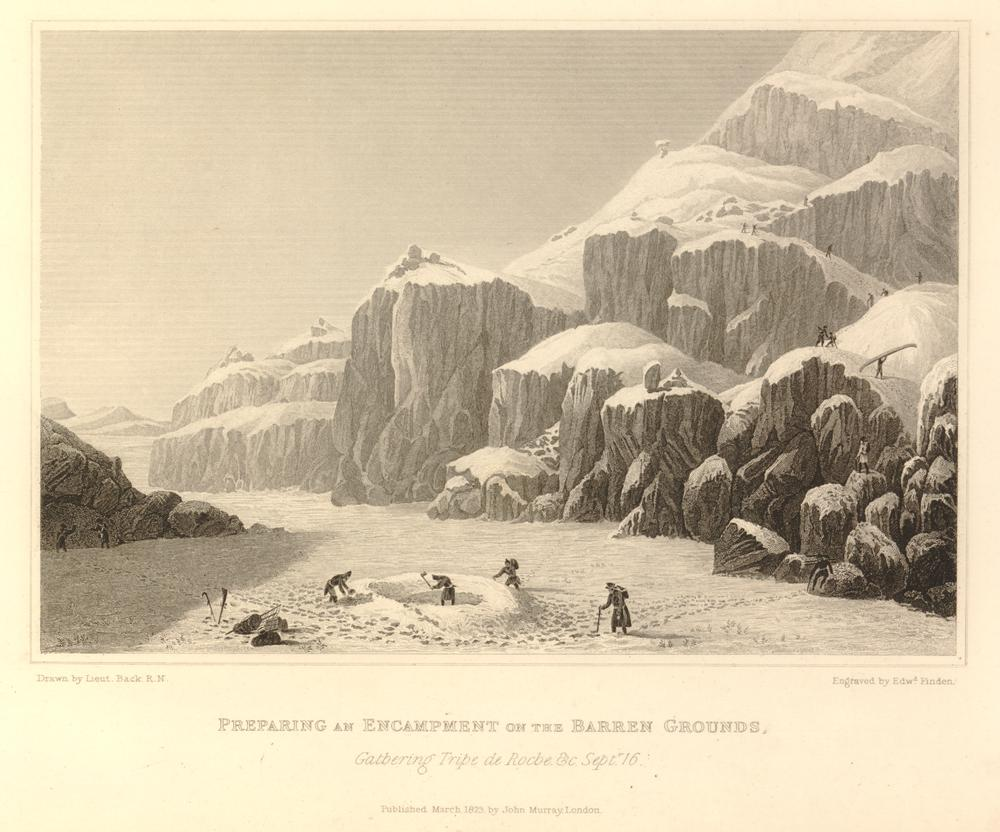 Drawn by Lieut. Back. R.N.
Engraved by Edwd. Finden.
PREPARING AN ENCAMPMENT ON THE BARREN GROUNDS,
Gathering Tripe de Roche. &c. Septr. 16.
Published. March. 1823. by John Murray. London.